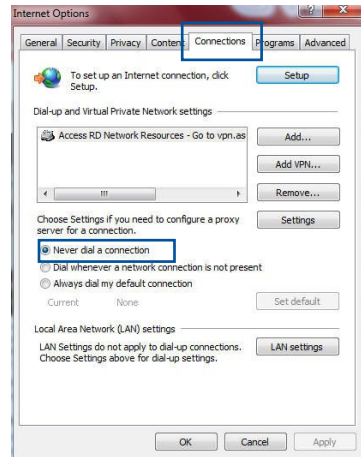 Internet Options
General Security Privacy Content Connections Programs Advanced
To set up an Internet connection, click
Setup.
Setup
Dial-up and Virtual Private Network settings
Access RD Network Resources - Go to vpn.as
Add...
Add VPN...
Remove...
Choose Settings if you need to configure a proxy
server for a connection.
Settings
Never dial a connection
Dial whenever a network connection is not present
Always dial my default connection
Current None
Set default
Local Area Network (LAN) settings
LAN Settings do not apply to dial-up connections.
Choose Settings above for dial-up settings.
LAN settings
OK Cancel Apply